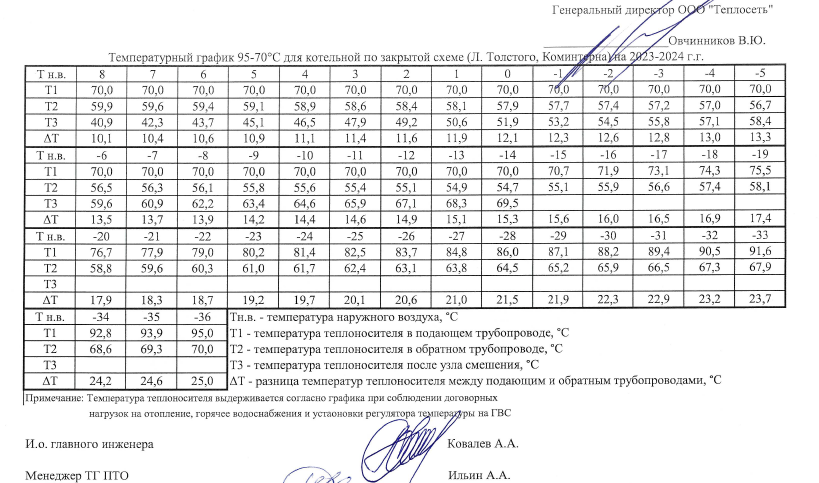 Генеральный директор ООО "Теплосеть"
Овчинников В.Ю.
Температурный график 95-70°С для котельной по закрытой схеме (Л. Толстого, Коминтерна) на 2023-2024 г.г.
Т н.в. 8 7 6 5 4 3 2 1 0 -1 -2 -3 -4 -5
Т1 70,0 70,0 70,0 70,0 70,0 70,0 70,0 70,0 70,0 70,0 70,0 70,0 70,0 70,0
Т2 59,9 59,6 59,4 59,1 58,9 58,6 58,4 58,1 57,9 57,7 57,4 57,2 57,0 56,7
Т3 40,9 42,3 43,7 45,1 46,5 47,9 49,2 50,6 51,9 53,2 54,5 55,8 57,1 58,4
ΔТ 10,1 10,4 10,6 10,9 11,1 11,4 11,6 11,9 12,1 12,3 12,6 12,8 13,0 13,3
Т н.в. -6 -7 -8 -9 -10 -11 -12 -13 -14 -15 -16 -17 -18 -19
Т1 70,0 70,0 70,0 70,0 70,0 70,0 70,0 70,0 70,0 70,7 71,9 73,1 74,3 75,5
Т2 56,5 56,3 56,1 55,8 55,6 55,4 55,1 54,9 54,7 55,1 55,9 56,6 57,4 58,1
Т3 59,6 60,9 62,2 63,4 64,6 65,9 67,1 68,3 69,5
ΔТ 13,5 13,7 13,9 14,2 14,4 14,6 14,9 15,1 15,3 15,6 16,0 16,5 16,9 17,4
Т н.в. -20 -21 -22 -23 -24 -25 -26 -27 -28 -29 -30 -31 -32 -33
Т1 76,7 77,9 79,0 80,2 81,4 82,5 83,7 84,8 86,0 87,1 88,2 89,4 90,5 91,6
Т2 58,8 59,6 60,3 61,0 61,7 62,4 63,1 63,8 64,5 65,2 65,9 66,5 67,3 67,9
Т3
ΔТ 17,9 18,3 18,7 19,2 19,7 20,1 20,6 21,0 21,5 21,9 22,3 22,9 23,2 23,7
Т н.в. -34 -35 -36 Тн.в. - температура наружного воздуха, °С
Т1 92,8 93,9 95,0 Т1 - температура теплоносителя в подающем трубопроводе, °С
Т2 68,6 69,3 70,0 Т2 - температура теплоносителя в обратном трубопроводе, °С
Т3 Т3 - температура теплоносителя после узла смешения, °С
ΔТ 24,2 24,6 25,0 ΔТ - разница температур теплоносителя между подающим и обратным трубопроводами, °С
Примечание: Температура теплоносителя выдерживается согласно графика при соблюдении договорных
нагрузок на отопление, горячее водоснабжения и устаоновки регулятора температуры на ГВС
И.о. главного инженера Ковалев А.А.
Менеджер ТГ ПТО Ильин А.А.